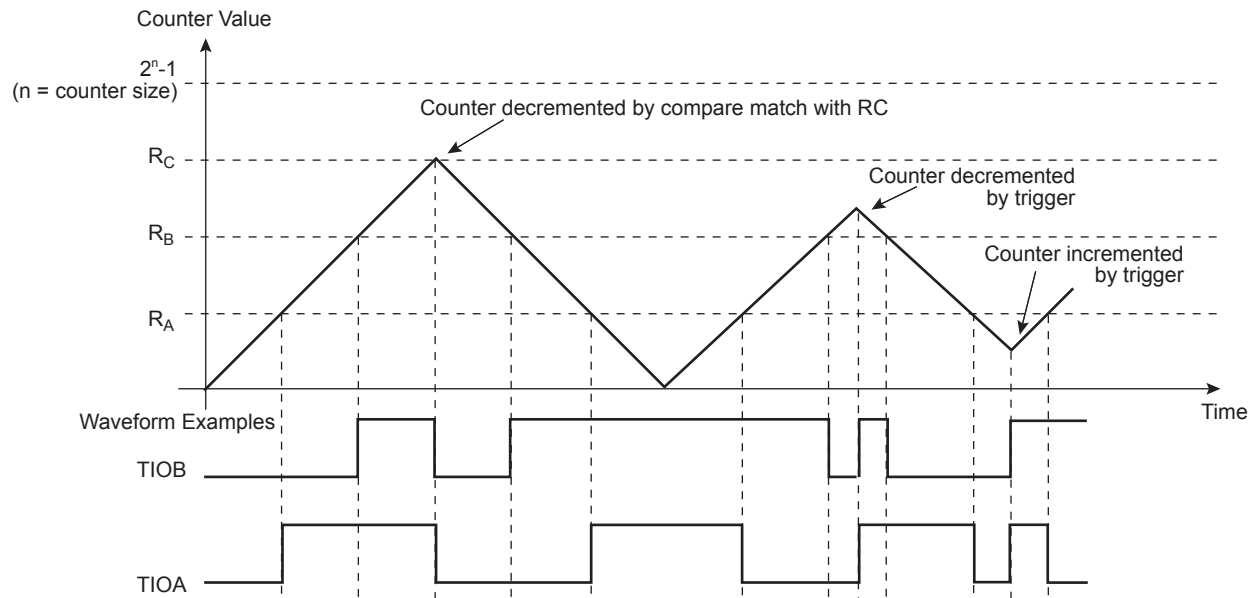 Counter Value
2ⁿ-1
(n = counter size)
Counter decremented by compare match with RC
R_C
Counter decremented
by trigger
R_B
Counter incremented
by trigger
R_A
Time
Waveform Examples
TIOB
TIOA